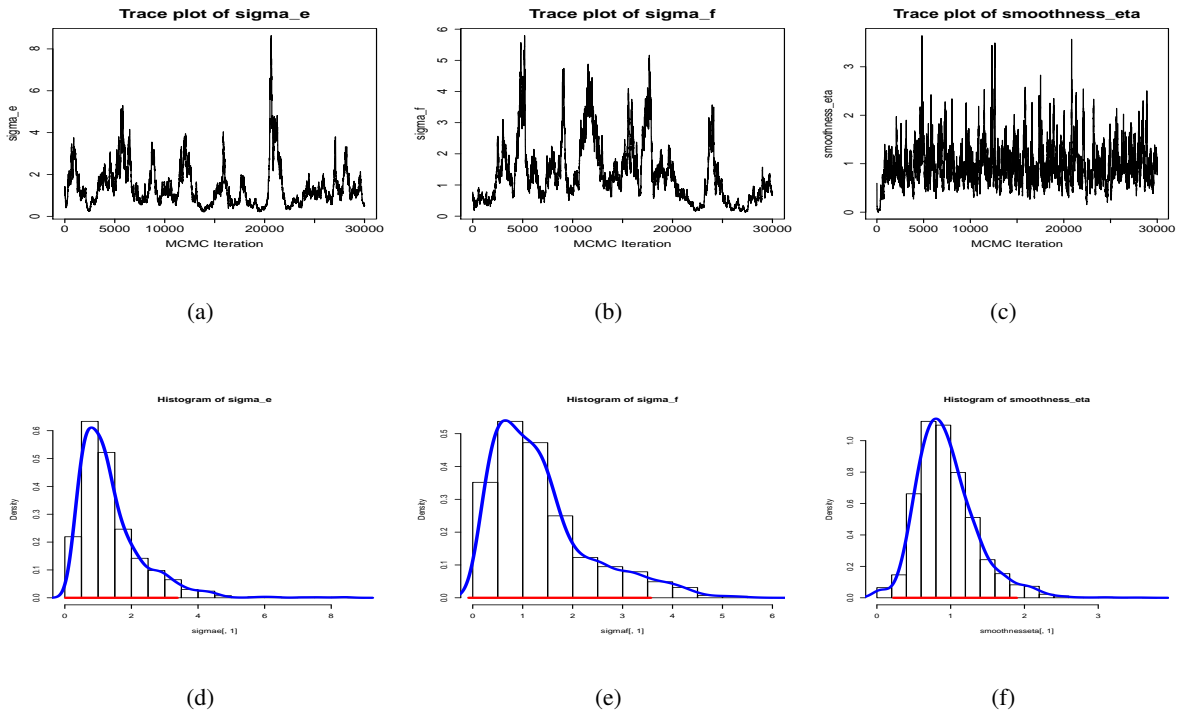 Trace plot of sigma_e
Trace plot of sigma_f
Trace plot of smoothness_eta
sigma_e
0 2 4 6 8
0 5000 10000 20000 30000
MCMC Iteration
sigma_f
0 1 2 3 4 5 6
0 5000 10000 20000 30000
MCMC Iteration
smoothness_eta
0 1 2 3
0 5000 10000 20000 30000
MCMC Iteration
(a)
(b)
(c)
Histogram of sigma_e
Histogram of sigma_f
Histogram of smoothness_eta
Density
0.0 0.1 0.2 0.3 0.4 0.5 0.6
0 2 4 6 8
sigmae[, 1]
Density
0.0 0.1 0.2 0.3 0.4 0.5
0 1 2 3 4 5 6
sigmaf[, 1]
Density
0.0 0.2 0.4 0.6 0.8 1.0
0 1 2 3
smoothnesseta[, 1]
(d)
(e)
(f)